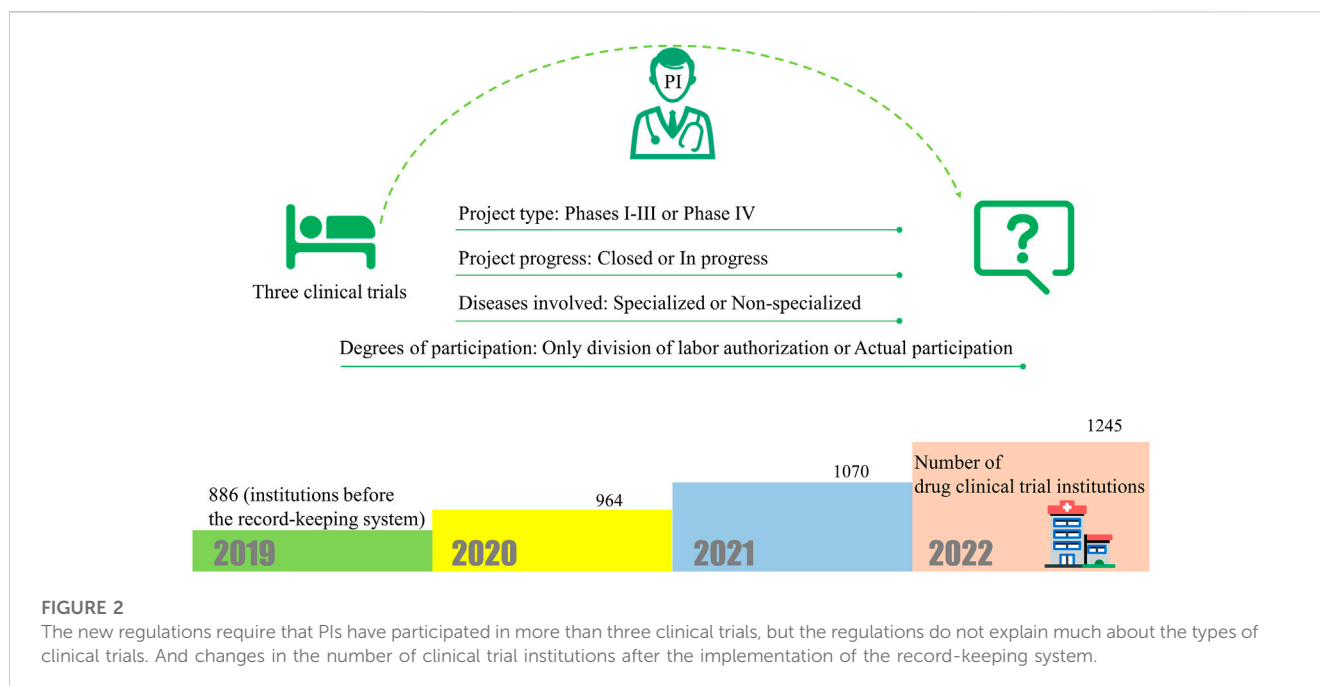 PI
Three clinical trials
Project type: Phases I-III or Phase IV
Project progress: Closed or In progress
Diseases involved: Specialized or Non-specialized
Degrees of participation: Only division of labor authorization or Actual participation
?
886 (institutions before
the record-keeping system)
2019
964
2020
1070
2021
1245
Number of
drug clinical trial institutions
2022
FIGURE 2
The new regulations require that PIs have participated in more than three clinical trials, but the regulations do not explain much about the types of
clinical trials. And changes in the number of clinical trial institutions after the implementation of the record-keeping system.